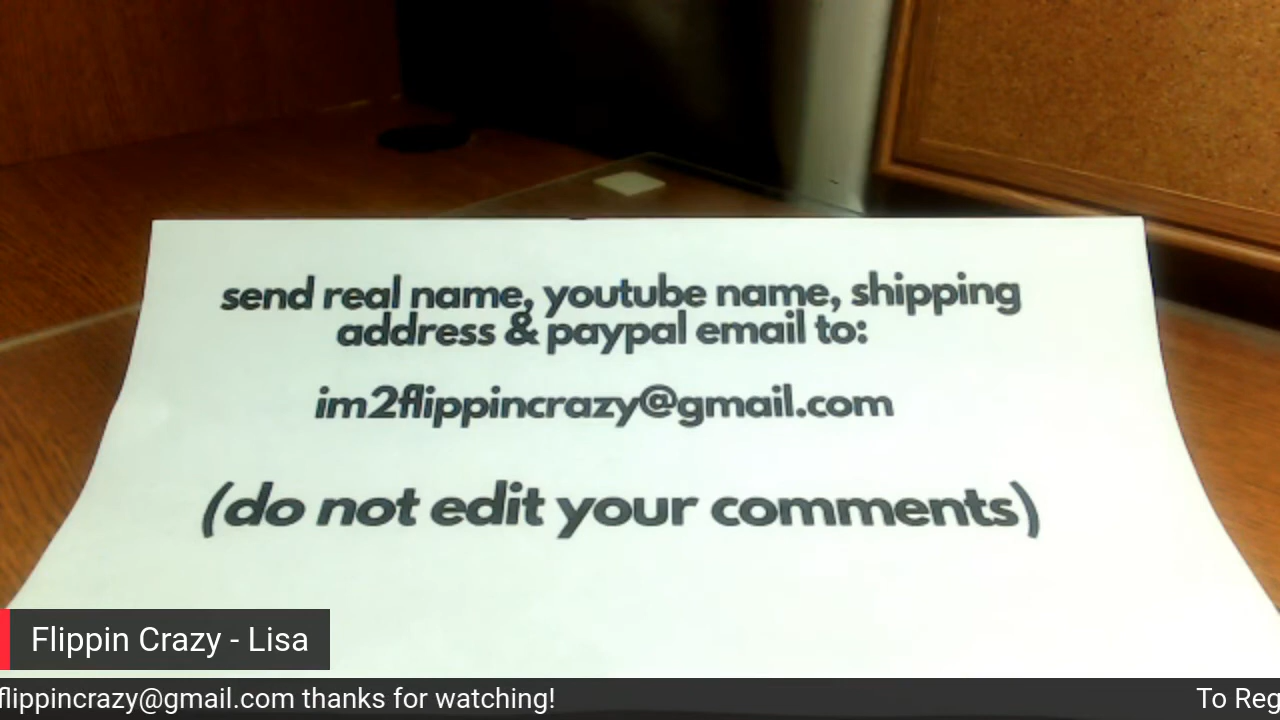 send real name, youtube name, shipping
address & paypal email to:
im2flippincrazy@gmail.com
(do not edit your comments)
Flippin Crazy - Lisa
flippincrazy@gmail.com thanks for watching!
To Reg